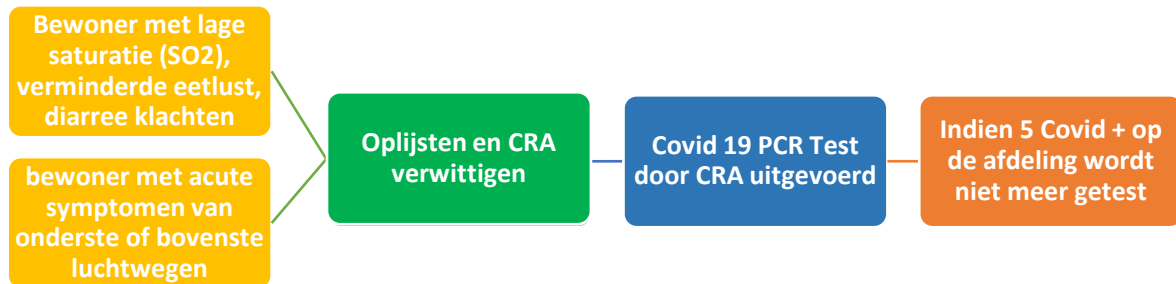 Bewoner met lage
saturatie (SO2),
verminderde eetlust,
diarree klachten
bewoner met acute
symptomen van
onderste of bovenste
luchtwegen
Oplijsten en CRA
verwittigen
Covid 19 PCR Test
door CRA uitgevoerd
Indien 5 Covid + op
de afdeling wordt
niet meer getest